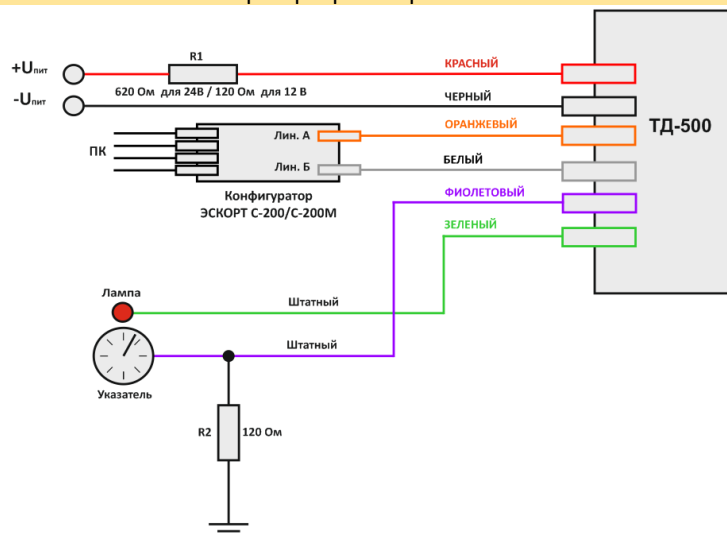 R1
+Uпит
КРАСНЫЙ
620 Ом для 24В / 120 Ом для 12 В
-Uпит
ЧЕРНЫЙ
ОРАНЖЕВЫЙ
ТД-500
Лин. А
ПК
БЕЛЫЙ
Лин. Б
Конфигуратор
ЭСКОРТ С-200/С-200М
ФИОЛЕТОВЫЙ
ЗЕЛЕНЫЙ
Лампа
Штатный
Штатный
Указатель
R2
120 Ом